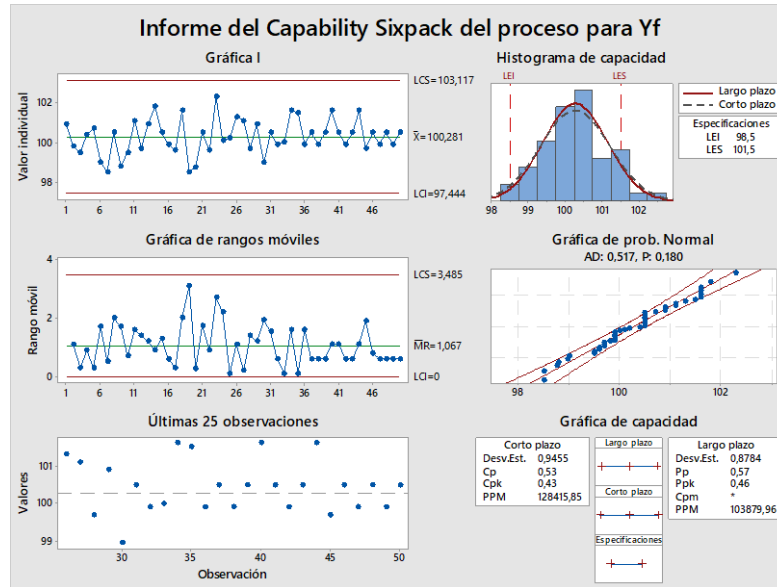 Informe del Capability Sixpack del proceso para Yf
Gráfica I
Valor individual
102
100
98
1 6 11 16 21 26 31 36 41 46
LCS=103,117
X̄=100,281
LCI=97,444
Histograma de capacidad
LEI LES
98 99 100 101 102
Largo plazo
Corto plazo
Especificaciones
LEI 98,5
LES 101,5
Gráfica de rangos móviles
Rango móvil
4
2
0
1 6 11 16 21 26 31 36 41 46
LCS=3,485
M̅R̅=1,067
LCI=0
Gráfica de prob. Normal
AD: 0,517, P: 0,180
98 100 102
Últimas 25 observaciones
Valores
101
100
99
30 35 40 45 50
Observación
Gráfica de capacidad
Corto plazo
Desv.Est. 0,9455
Cp 0,53
Cpk 0,43
PPM 128415,85
Largo plazo
Corto plazo
Especificaciones
Largo plazo
Desv.Est. 0,8784
Pp 0,57
Ppk 0,46
Cpm *
PPM 103879,96